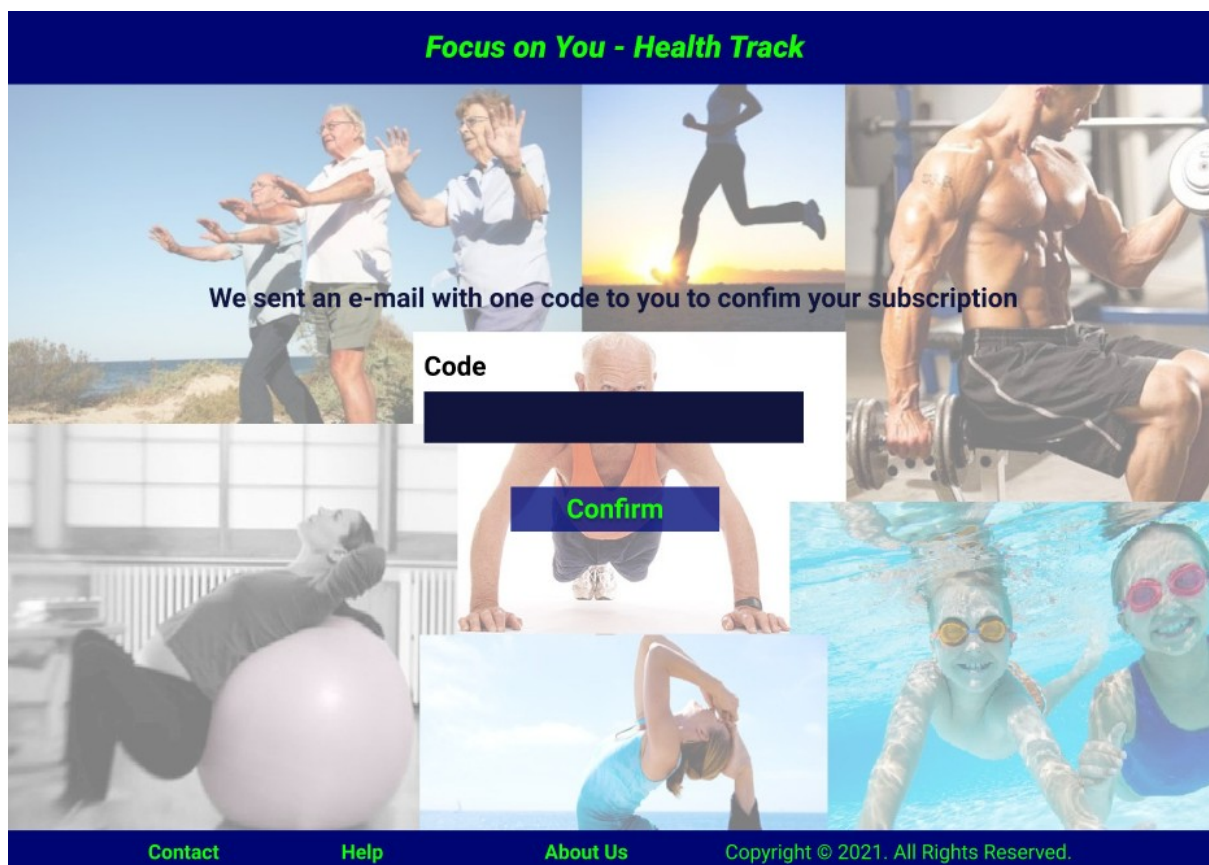 Focus on You - Health Track
We sent an e-mail with one code to you to confim your subscription
Code
Confirm
Contact Help About Us Copyright © 2021. All Rights Reserved.